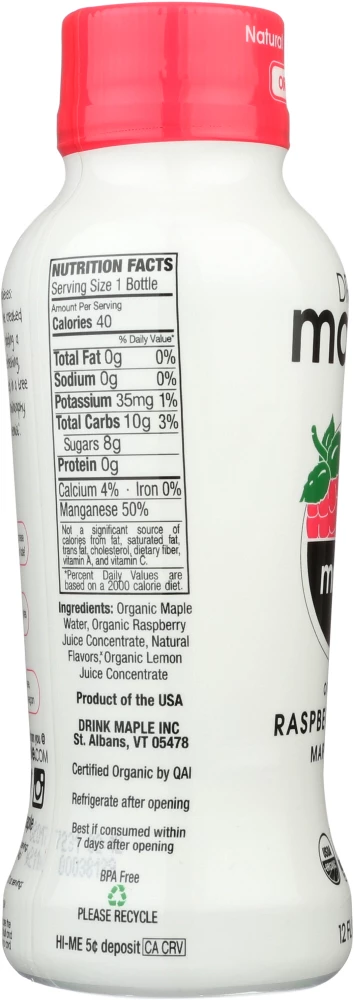 Natural
NUTRITION FACTS
Serving Size 1 Bottle
Amount Per Serving
Calories 40
% Daily Value*
Total Fat 0g 0%
Sodium 0g 0%
Potassium 35mg 1%
Total Carbs 10g 3%
Sugars 8g
Protein 0g
Calcium 4% · Iron 0%
Manganese 50%
Not a significant source of
calories from fat, saturated fat,
trans fat, cholesterol, dietary fiber,
vitamin A, and vitamin C.
*Percent Daily Values are
based on a 2000 calorie diet.
Ingredients: Organic Maple
Water, Organic Raspberry
Juice Concentrate, Natural
Flavors,* Organic Lemon
Juice Concentrate
Product of the USA
DRINK MAPLE INC
St. Albans, VT 05478
Certified Organic by QAI
Refrigerate after opening
Best if consumed within
7 days after opening
BPA Free
PLEASE RECYCLE
HI-ME 5¢ deposit CA CRV
D
ma
m
RASPBE
MAP
USDA
ORGANIC
12 FL